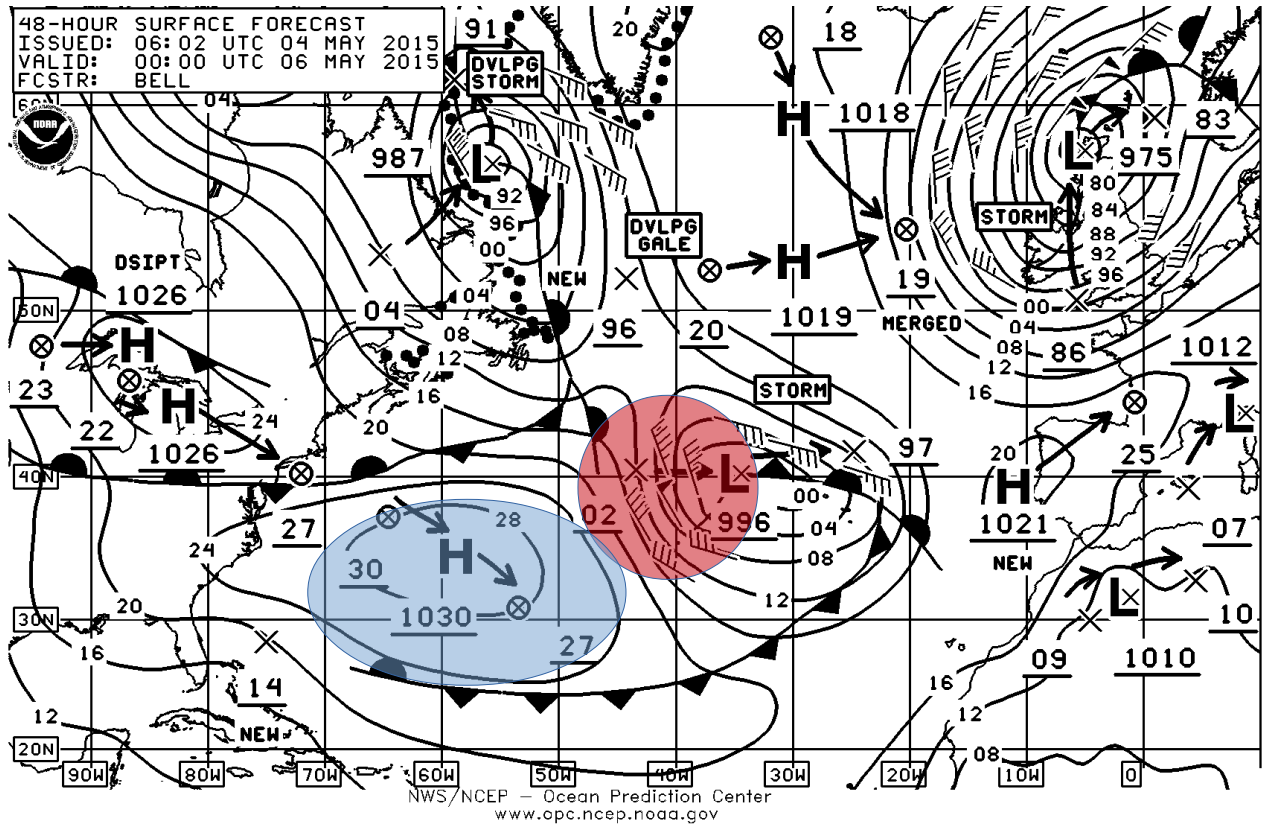 48-HOUR SURFACE FORECAST
ISSUED: 06:02 UTC 04 MAY 2015
VALID: 00:00 UTC 06 MAY 2015
FCSTR: BELL
NOAA
91
20
18
DVLPG
STORM
60N
04
H
1018
83
987
L
L
975
92
80
96
84
00
88
92
96
DVLPG
GALE
STORM
H
DSIPT
1026
NEW
19
MERGED
50N
04
04
08
12
16
96
20
1019
00
04
08
12
16
86
1012
H
23
H
22
1026
24
20
STORM
L
97
20
25
40N
L
H
00
27
28
02
996
04
08
1021
NEW
07
24
H
30
1030
12
L
20
30N
10
16
27
09
1010
14
NEW
16
12
12
20N
08
90W
80W
70W
60W
50W
40W
30W
20W
10W
0
NWS/NCEP – Ocean Prediction Center
www.opc.ncep.noaa.gov